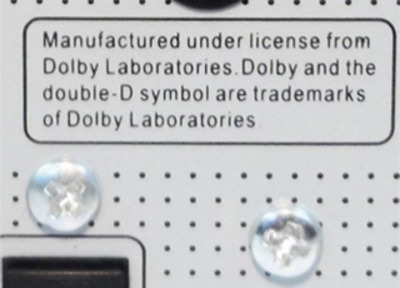 Manufactured under license from
Dolby Laboratories.Dolby and the
double-D symbol are trademarks
of Dolby Laboratories.